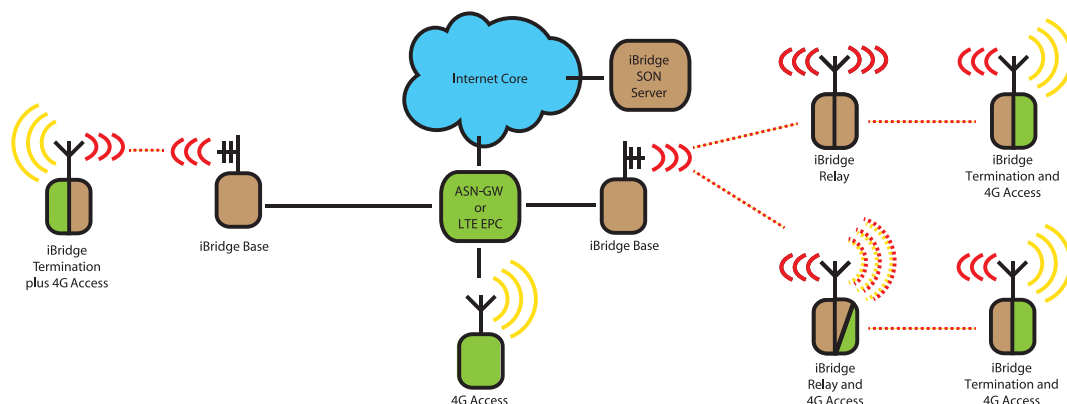 Internet Core
iBridge
SON
Server
iBridge
Relay
iBridge
Termination and
4G Access
iBridge
Termination
plus 4G Access
iBridge Base
ASN-GW
or
LTE EPC
iBridge Base
4G Access
iBridge
Relay and
4G Access
iBridge
Termination and
4G Access